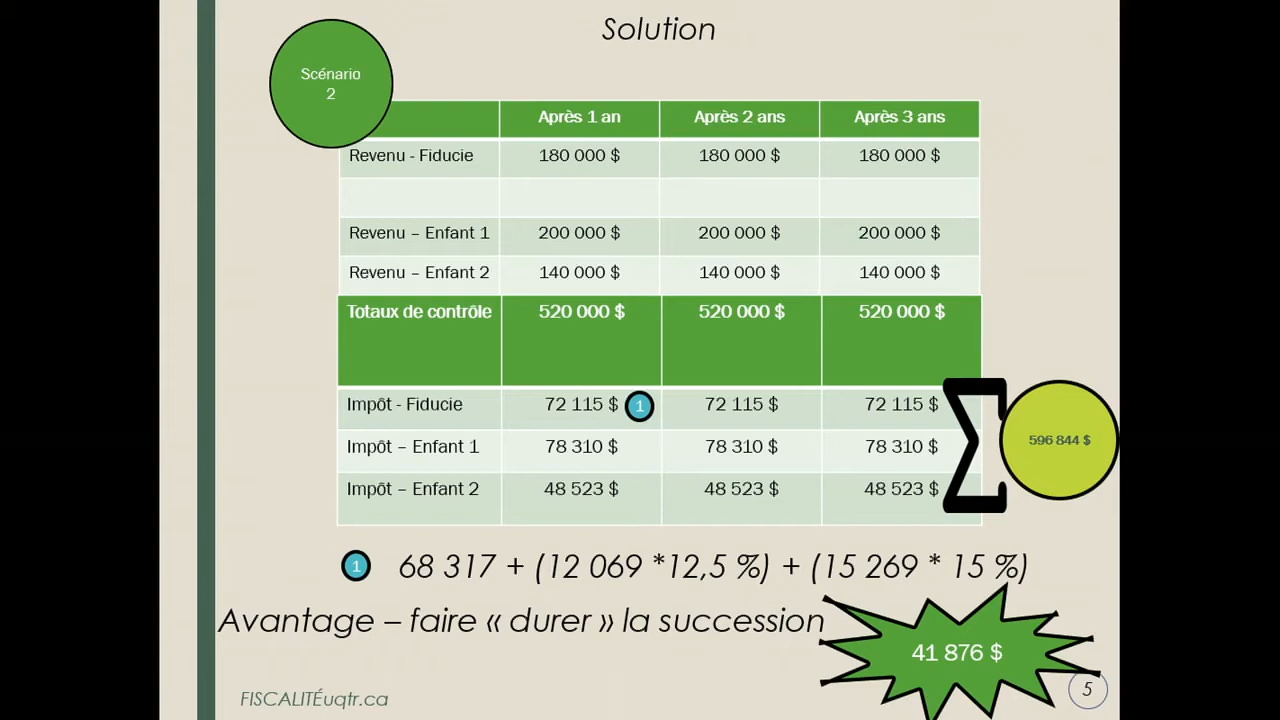 Solution
Scénario
2
Après 1 an Après 2 ans Après 3 ans
Revenu - Fiducie 180 000 $ 180 000 $ 180 000 $
Revenu – Enfant 1 200 000 $ 200 000 $ 200 000 $
Revenu – Enfant 2 140 000 $ 140 000 $ 140 000 $
Totaux de contrôle 520 000 $ 520 000 $ 520 000 $
Impôt - Fiducie 72 115 $ 1 72 115 $ 72 115 $
Impôt – Enfant 1 78 310 $ 78 310 $ 78 310 $
Impôt – Enfant 2 48 523 $ 48 523 $ 48 523 $
Σ 596 844 $
1 68 317 + (12 069 *12,5 %) + (15 269 * 15 %)
Avantage – faire « durer » la succession
41 876 $
FISCALITÉuqtr.ca
5